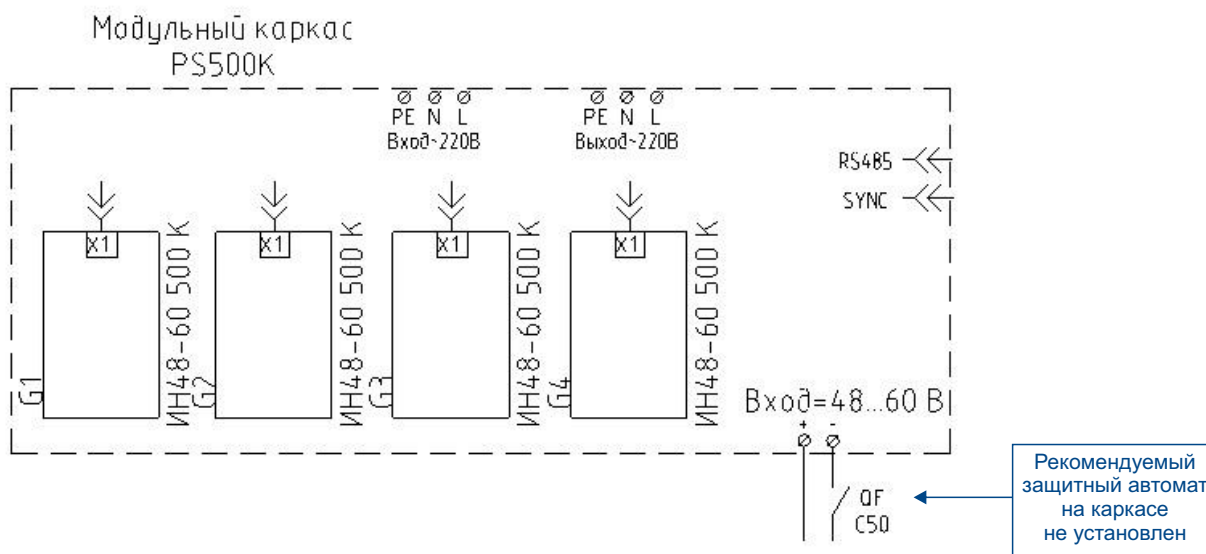 Модульный каркас
PS500К
PE N L
Вход~220В
PE N L
Выход~220В
RS485
SYNC
X1
X1
X1
X1
G1
ИН48-60 500 К
G2
ИН48-60 500 К
G3
ИН48-60 500 К
G4
ИН48-60 500 К
Вход=48...60 В
+ -
QF
C50
Рекомендуемый
защитный автомат
на каркасе
не установлен